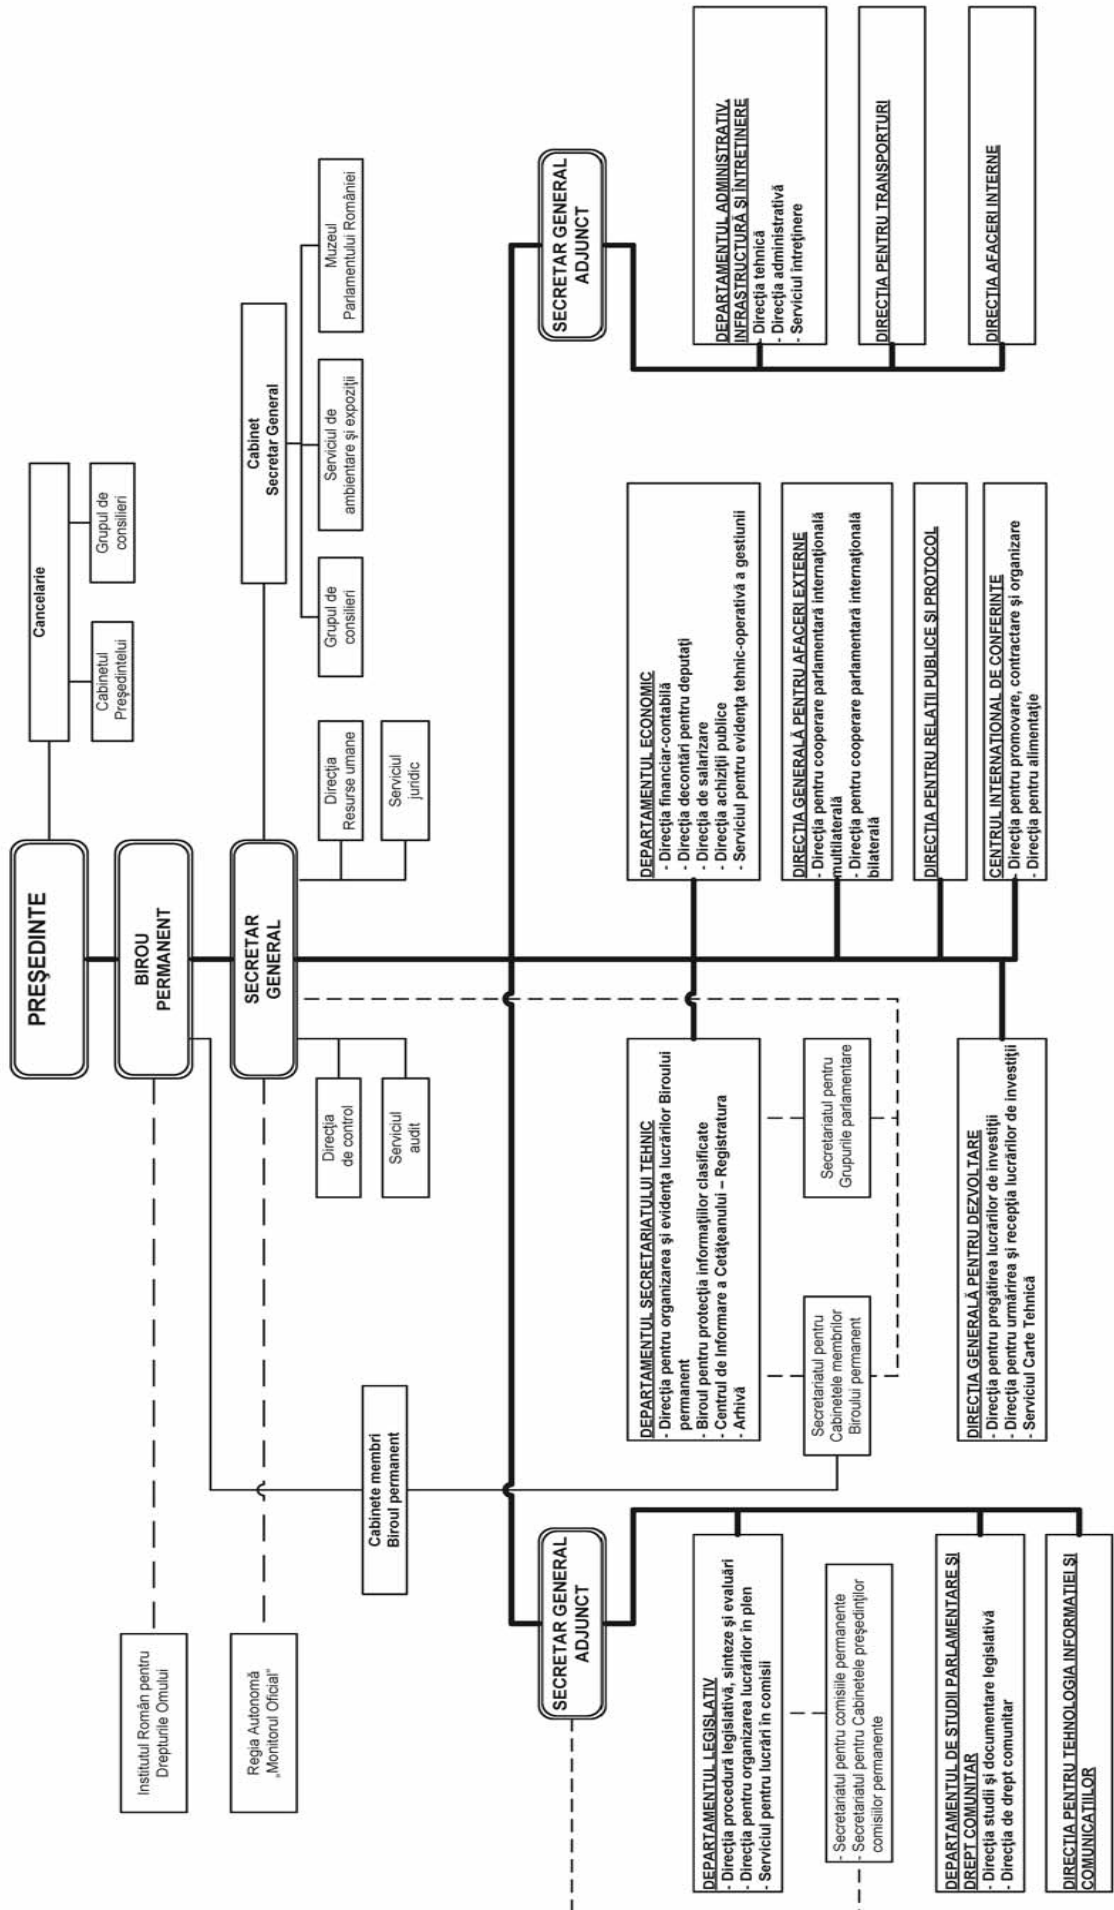 PREȘEDINTE
Cancelarie
Cabinetul
Președintelui
Grupul de
consilieri
BIROU
PERMANENT
Institutul Român pentru
Drepturile Omului
SECRETAR
GENERAL
Regia Autonomă
„Monitorul Oficial"
Cabinet
Secretar General
Direcția
de control
Serviciul
audit
Direcția
Resurse umane
Serviciul
juridic
Grupul de
consilieri
Serviciul de
ambientare și expoziții
Muzeul
Parlamentului României
Cabinete membri
Biroul permanent
SECRETAR GENERAL
ADJUNCT
SECRETAR GENERAL
ADJUNCT
DEPARTAMENTUL LEGISLATIV
- Direcția procedură legislativă, sinteze și evaluări
- Direcția pentru organizarea lucrărilor în plen
- Serviciul pentru lucrări în comisii
- Secretariatul pentru comisiile permanente
- Secretariatul pentru Cabinetele președinților
comisiilor permanente
DEPARTAMENTUL DE STUDII PARLAMENTARE ȘI
DREPT COMUNITAR
- Direcția studii și documentare legislativă
- Direcția de drept comunitar
DIRECȚIA PENTRU TEHNOLOGIA INFORMAȚIEI ȘI
COMUNICAȚIILOR
DEPARTAMENTUL SECRETARIATULUI TEHNIC
- Direcția pentru organizarea și evidența lucrărilor Biroului
permanent
- Biroul pentru protecția informațiilor clasificate
- Centrul de Informare a Cetățeanului – Registratura
- Arhivă
Secretariatul pentru
Cabinetele membrilor
Biroului permanent
Secretariatul pentru
Grupurile parlamentare
DIRECȚIA GENERALĂ PENTRU DEZVOLTARE
- Direcția pentru pregătirea lucrărilor de investiții
- Direcția pentru urmărirea și recepția lucrărilor de investiții
- Serviciul Carte Tehnică
DEPARTAMENTUL ECONOMIC
- Direcția financiar-contabilă
- Direcția decontări pentru deputați
- Direcția de salarizare
- Direcția achiziții publice
- Serviciul pentru evidența tehnic-operativă a gestiunii
DIRECȚIA GENERALĂ PENTRU AFACERI EXTERNE
- Direcția pentru cooperare parlamentară internațională
multilaterală
- Direcția pentru cooperare parlamentară internațională
bilaterală
DIRECȚIA PENTRU RELAȚII PUBLICE ȘI PROTOCOL
CENTRUL INTERNAȚIONAL DE CONFERINȚE
- Direcția pentru promovare, contractare și organizare
- Direcția pentru alimentație
DEPARTAMENTUL ADMINISTRATIV,
INFRASTRUCTURĂ ȘI ÎNTREȚINERE
- Direcția tehnică
- Direcția administrativă
- Serviciul întreținere
DIRECȚIA PENTRU TRANSPORTURI
DIRECȚIA AFACERI INTERNE